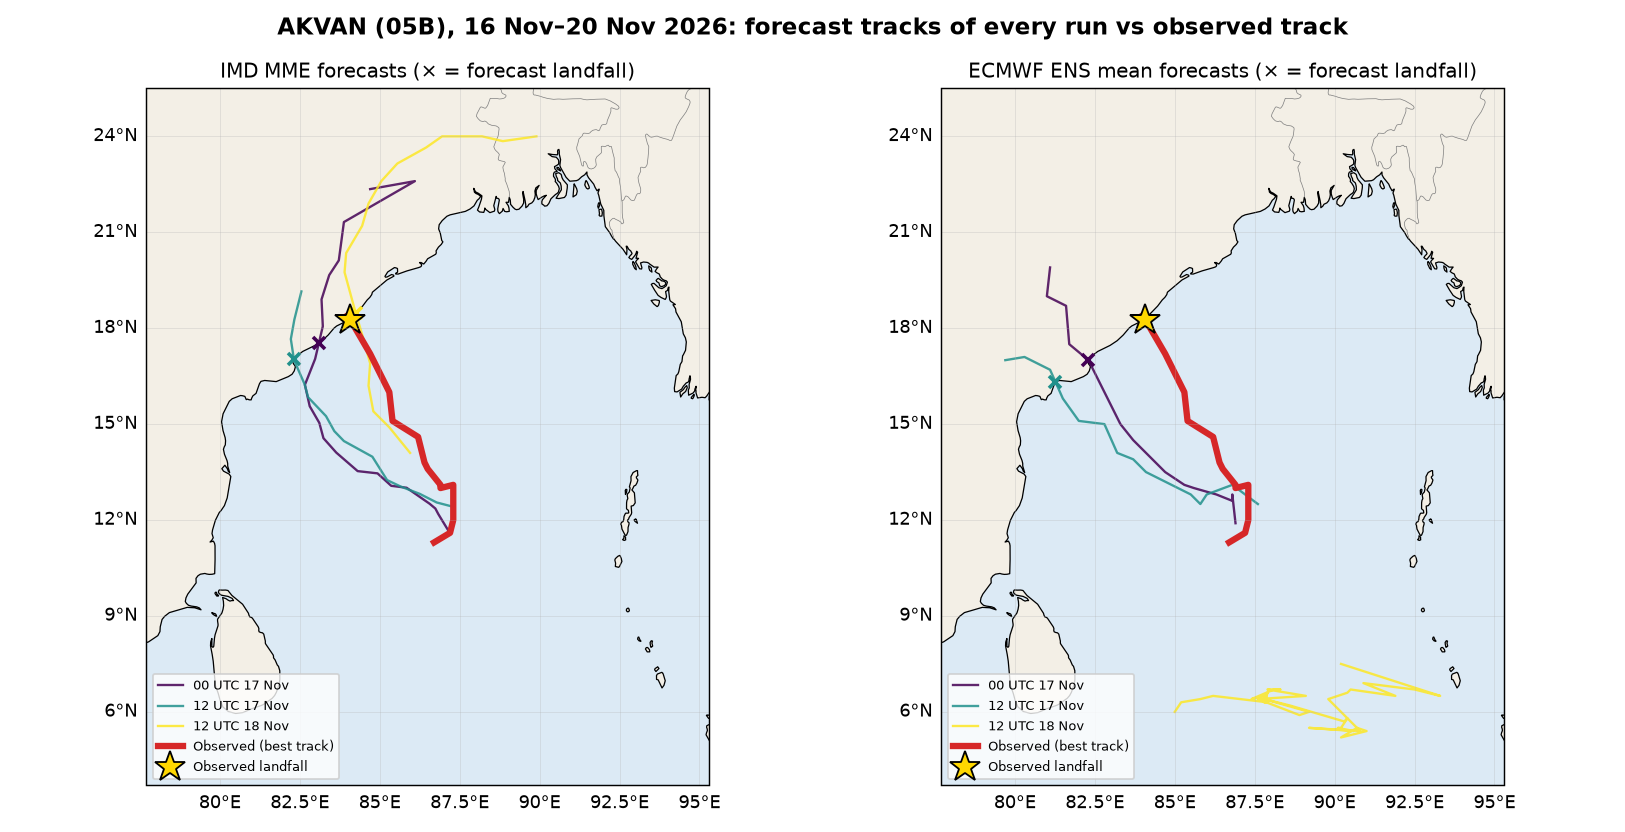 AKVAN (05B), 16 Nov–20 Nov 2026: forecast tracks of every run vs observed track
IMD MME forecasts (× = forecast landfall)
24°N
21°N
18°N
15°N
12°N
9°N
6°N
00 UTC 17 Nov
12 UTC 17 Nov
12 UTC 18 Nov
Observed (best track)
Observed landfall
80°E 82.5°E 85°E 87.5°E 90°E 92.5°E 95°E
ECMWF ENS mean forecasts (× = forecast landfall)
24°N
21°N
18°N
15°N
12°N
9°N
6°N
00 UTC 17 Nov
12 UTC 17 Nov
12 UTC 18 Nov
Observed (best track)
Observed landfall
80°E 82.5°E 85°E 87.5°E 90°E 92.5°E 95°E